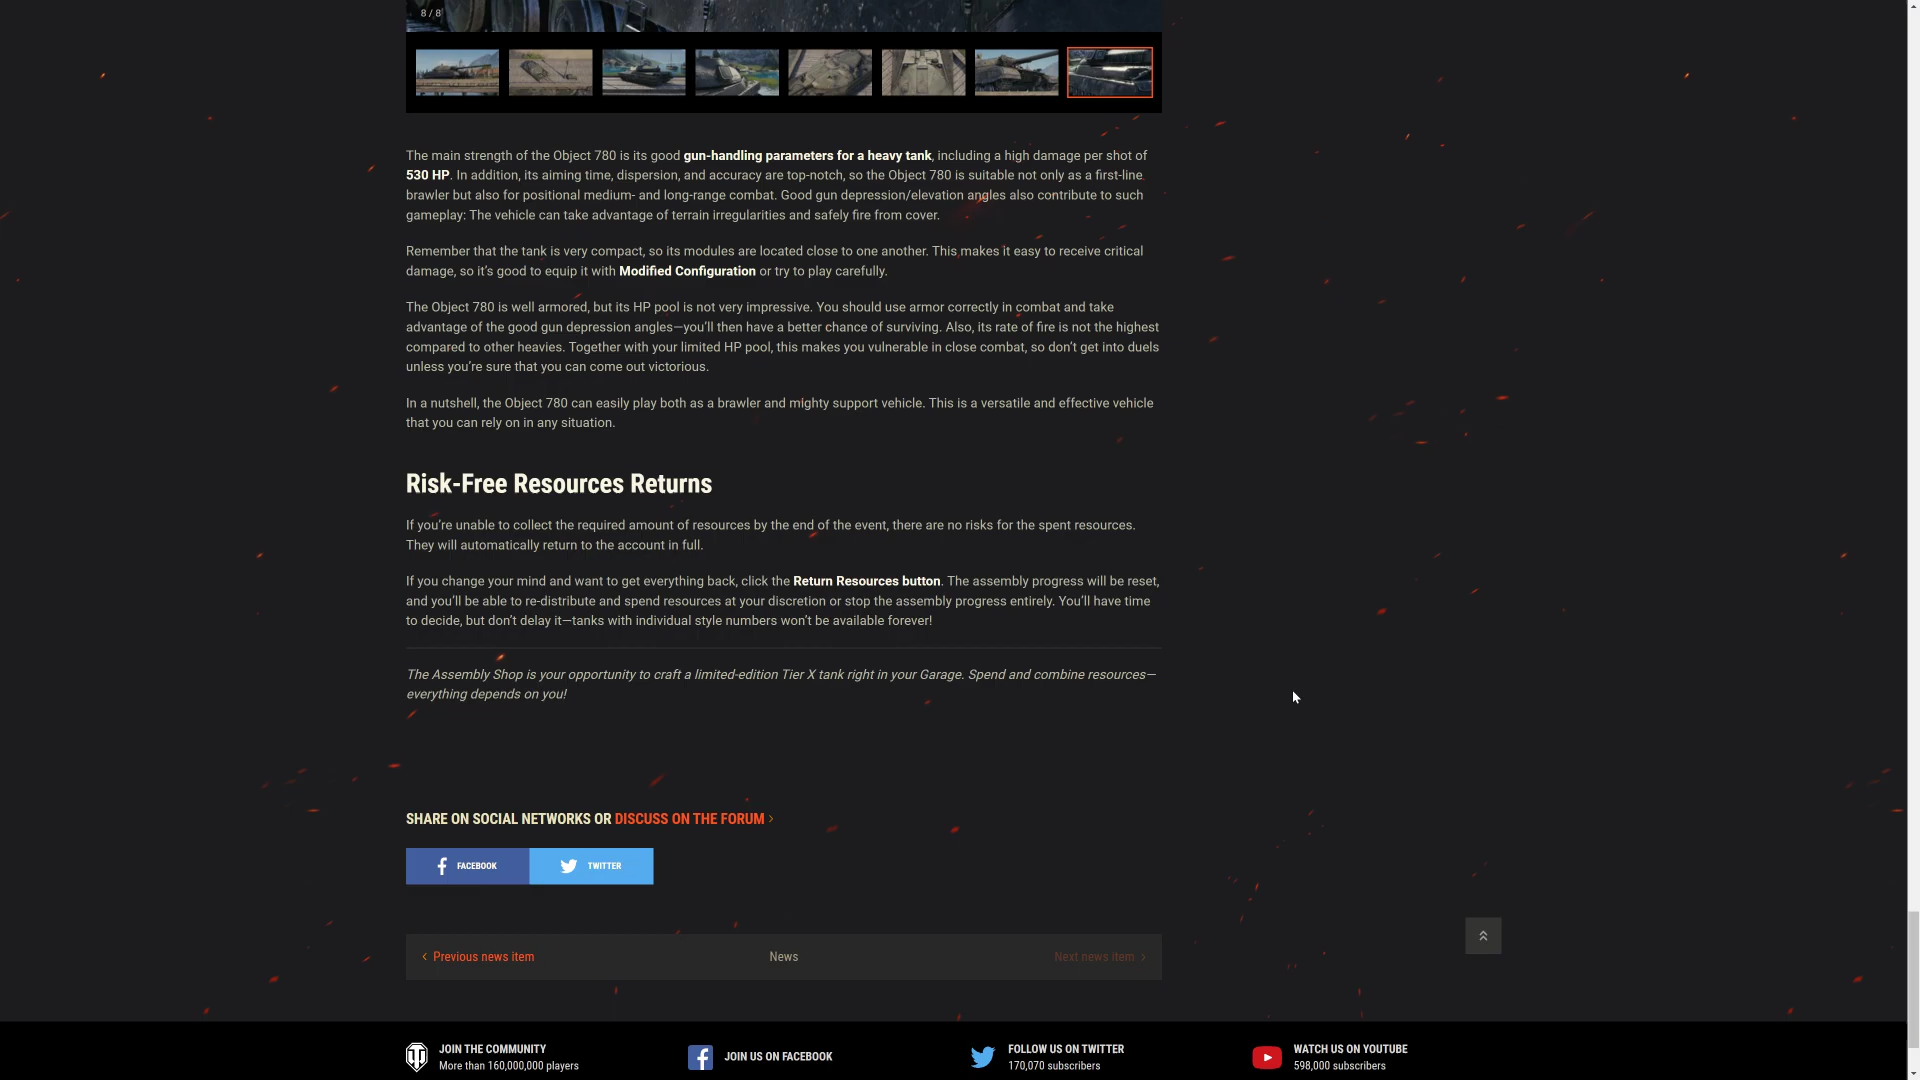 8 / 8
The main strength of the Object 780 is its good gun-handling parameters for a heavy tank, including a high damage per shot of
530 HP. In addition, its aiming time, dispersion, and accuracy are top-notch, so the Object 780 is suitable not only as a first-line
brawler but also for positional medium- and long-range combat. Good gun depression/elevation angles also contribute to such
gameplay: The vehicle can take advantage of terrain irregularities and safely fire from cover.
Remember that the tank is very compact, so its modules are located close to one another. This makes it easy to receive critical
damage, so it’s good to equip it with Modified Configuration or try to play carefully.
The Object 780 is well armored, but its HP pool is not very impressive. You should use armor correctly in combat and take
advantage of the good gun depression angles—you’ll then have a better chance of surviving. Also, its rate of fire is not the highest
compared to other heavies. Together with your limited HP pool, this makes you vulnerable in close combat, so don’t get into duels
unless you’re sure that you can come out victorious.
In a nutshell, the Object 780 can easily play both as a brawler and mighty support vehicle. This is a versatile and effective vehicle
that you can rely on in any situation.
Risk-Free Resources Returns
If you’re unable to collect the required amount of resources by the end of the event, there are no risks for the spent resources.
They will automatically return to the account in full.
If you change your mind and want to get everything back, click the Return Resources button. The assembly progress will be reset,
and you’ll be able to re-distribute and spend resources at your discretion or stop the assembly progress entirely. You’ll have time
to decide, but don’t delay it—tanks with individual style numbers won’t be available forever!
The Assembly Shop is your opportunity to craft a limited-edition Tier X tank right in your Garage. Spend and combine resources—
everything depends on you!
SHARE ON SOCIAL NETWORKS OR DISCUSS ON THE FORUM
FACEBOOK TWITTER
Previous news item News Next news item
JOIN THE COMMUNITY
More than 160,000,000 players
JOIN US ON FACEBOOK
FOLLOW US ON TWITTER
170,070 subscribers
WATCH US ON YOUTUBE
598,000 subscribers